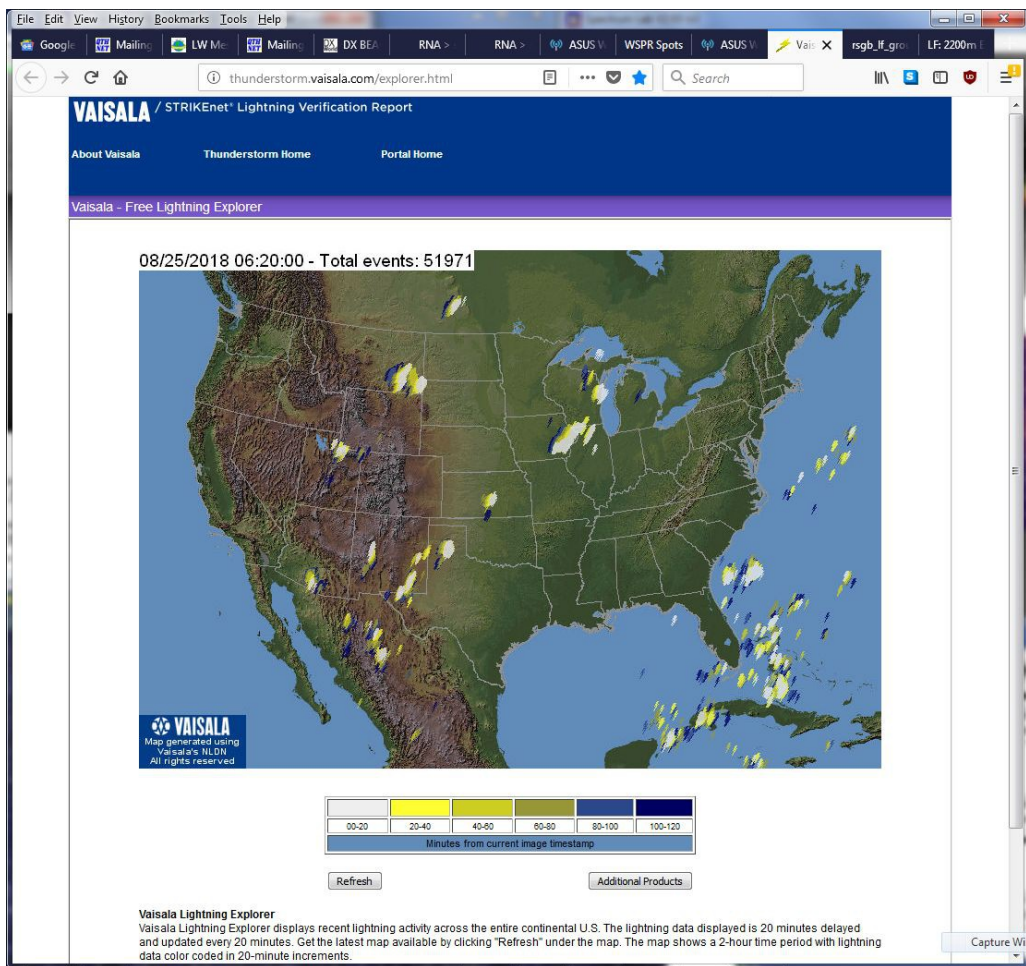 File Edit View History Bookmarks Tools Help
Google Mailing LW Me Mailing DX BEA RNA > RNA > ASUS W WSPR Spots ASUS W Vais rsgb_lf_grou LF: 2200m
thunderstorm.vaisala.com/explorer.html Search
VAISALA / STRIKEnet® Lightning Verification Report
About Vaisala Thunderstorm Home Portal Home
Vaisala - Free Lightning Explorer
08/25/2018 06:20:00 - Total events: 51971
VAISALA
Map generated using
Vaisala's NLDN
All rights reserved
00-20 20-40 40-60 60-80 80-100 100-120
Minutes from current image timestamp
Refresh Additional Products
Vaisala Lightning Explorer
Vaisala Lightning Explorer displays recent lightning activity across the entire continental U.S. The lightning data displayed is 20 minutes delayed
and updated every 20 minutes. Get the latest map available by clicking "Refresh" under the map. The map shows a 2-hour time period with lightning
data color coded in 20-minute increments.
Capture Wi